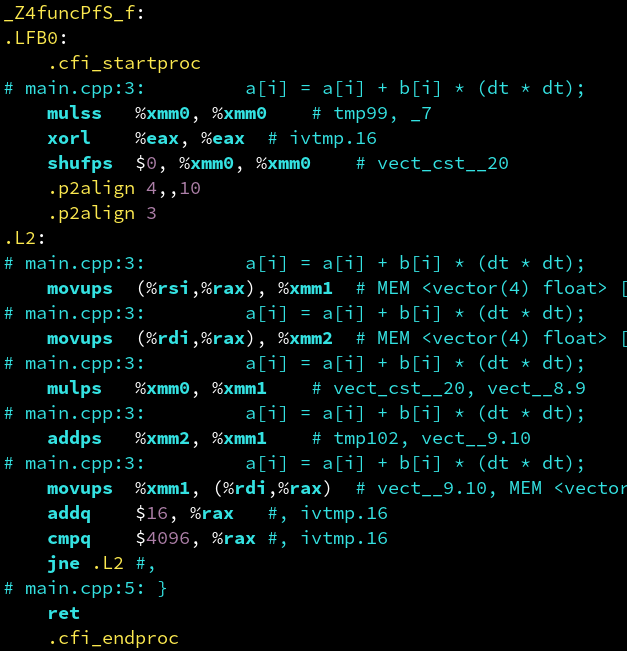 _Z4funcPfS_f:
.LFB0:
    .cfi_startproc
# main.cpp:3:         a[i] = a[i] + b[i] * (dt * dt);
    mulss   %xmm0, %xmm0    # tmp99, _7
    xorl    %eax, %eax  # ivtmp.16
    shufps  $0, %xmm0, %xmm0    # vect_cst__20
    .p2align 4,,10
    .p2align 3
.L2:
# main.cpp:3:         a[i] = a[i] + b[i] * (dt * dt);
    movups  (%rsi,%rax), %xmm1  # MEM <vector(4) float> [
# main.cpp:3:         a[i] = a[i] + b[i] * (dt * dt);
    movups  (%rdi,%rax), %xmm2  # MEM <vector(4) float> [
# main.cpp:3:         a[i] = a[i] + b[i] * (dt * dt);
    mulps   %xmm0, %xmm1    # vect_cst__20, vect__8.9
# main.cpp:3:         a[i] = a[i] + b[i] * (dt * dt);
    addps   %xmm2, %xmm1    # tmp102, vect__9.10
# main.cpp:3:         a[i] = a[i] + b[i] * (dt * dt);
    movups  %xmm1, (%rdi,%rax)  # vect__9.10, MEM <vector
    addq    $16, %rax   #, ivtmp.16
    cmpq    $4096, %rax #, ivtmp.16
    jne .L2 #,
# main.cpp:5: }
    ret
    .cfi_endproc